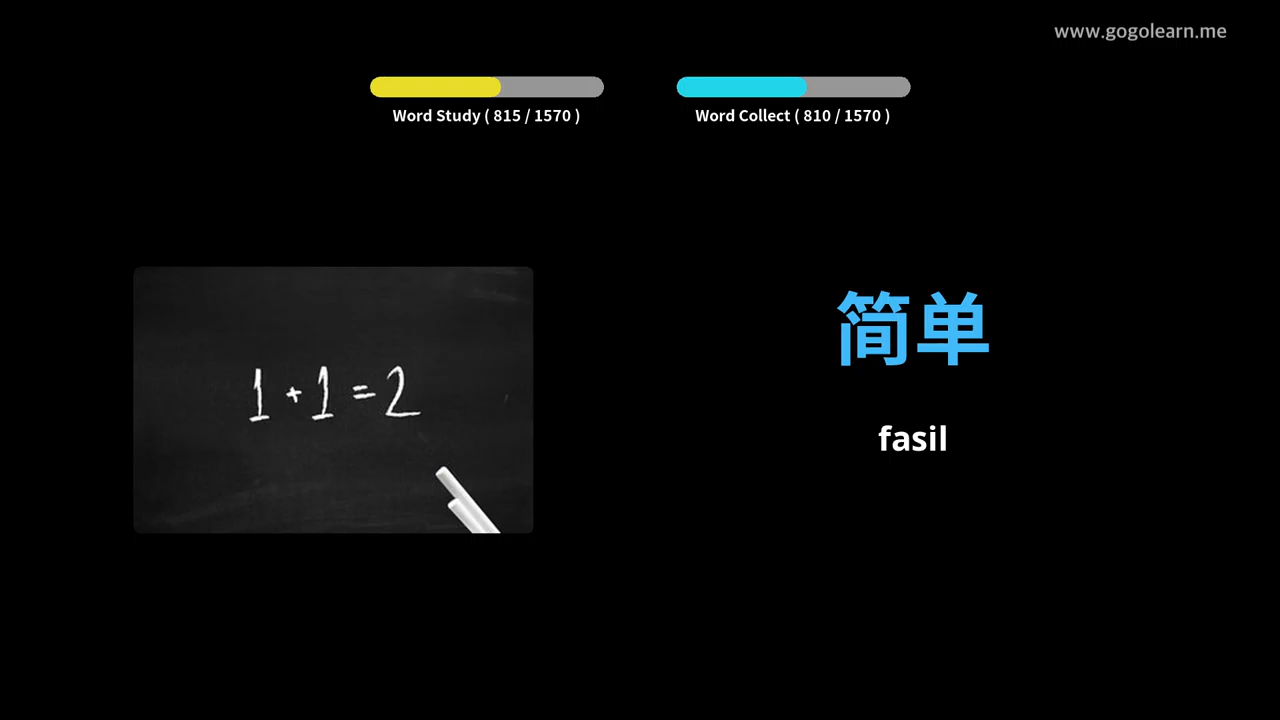 www.gogolearn.me
Word Study ( 815 / 1570 )
Word Collect ( 810 / 1570 )
1 + 1 = 2
简单
fasil